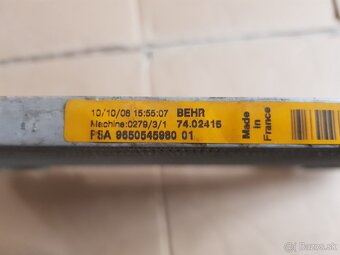 10/10/08 15:55:07 BEHR
Machine:0279/3/1 74.02415
PSA 9650545980 01
Made in France
bazos.sk